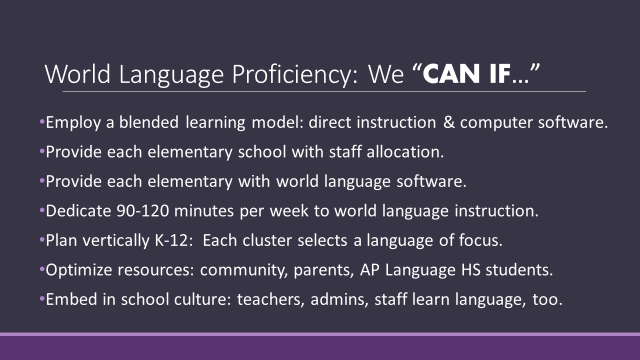 World Language Proficiency: We “CAN IF…”
•Employ a blended learning model: direct instruction & computer software.
•Provide each elementary school with staff allocation.
•Provide each elementary with world language software.
•Dedicate 90-120 minutes per week to world language instruction.
•Plan vertically K-12:  Each cluster selects a language of focus.
•Optimize resources: community, parents, AP Language HS students.
•Embed in school culture: teachers, admins, staff learn language, too.